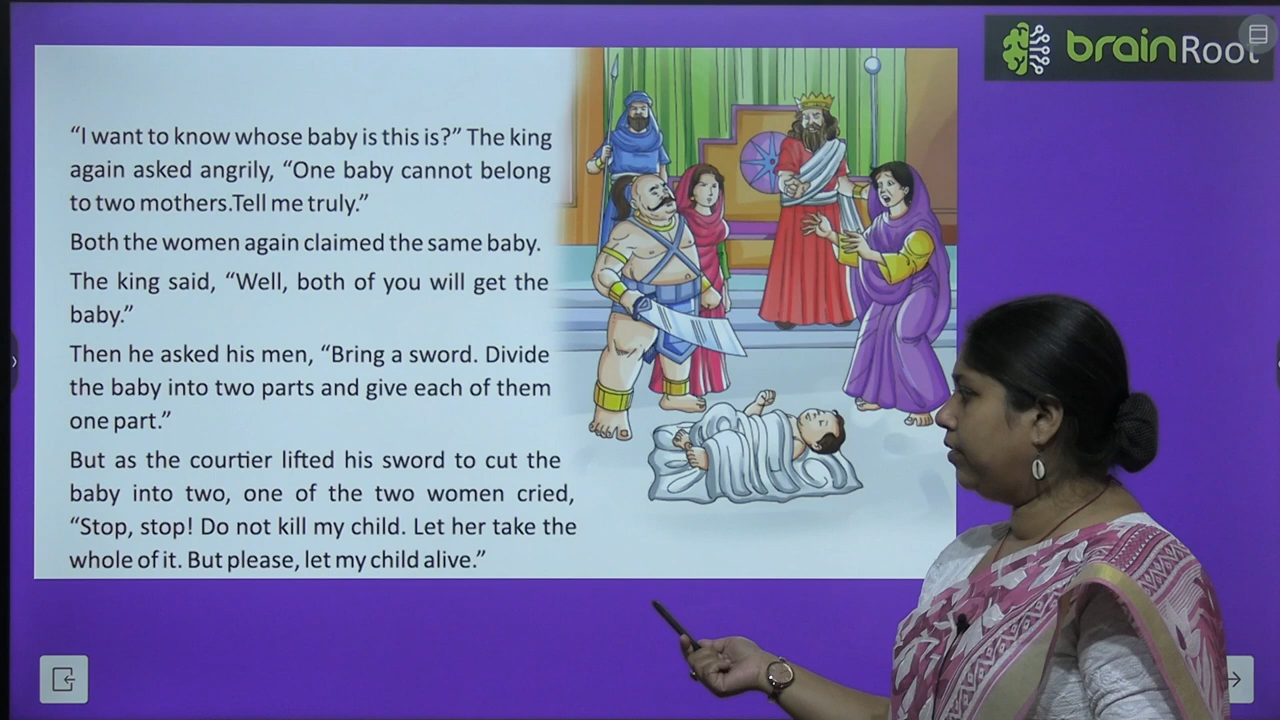 brainRoot
“I want to know whose baby is this is?” The king
again asked angrily, “One baby cannot belong
to two mothers.Tell me truly.”
Both the women again claimed the same baby.
The king said, “Well, both of you will get the
baby.”
Then he asked his men, “Bring a sword. Divide
the baby into two parts and give each of them
one part.”
But as the courtier lifted his sword to cut the
baby into two, one of the two women cried,
“Stop, stop! Do not kill my child. Let her take the
whole of it. But please, let my child alive.”